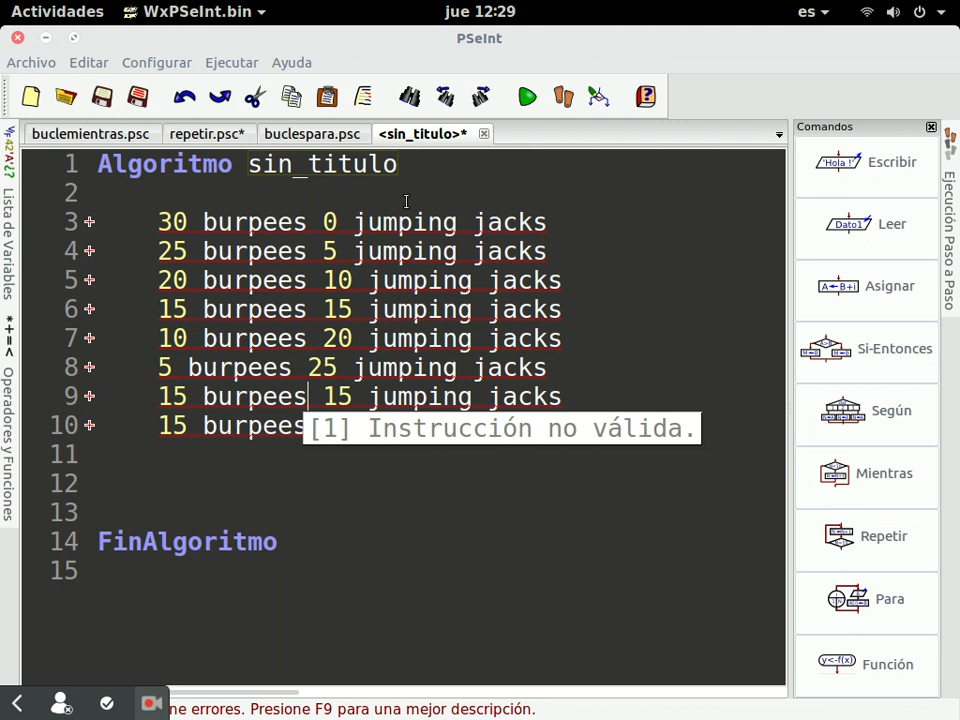 Actividades WxPSeInt.bin jue 12:29 es
PSeInt
Archivo Editar Configurar Ejecutar Ayuda
buclemientras.psc repetir.psc* buclespara.psc <sin_titulo>*
Comandos
1 Algoritmo sin_titulo
2
3 30 burpees 0 jumping jacks
4 25 burpees 5 jumping jacks
5 20 burpees 10 jumping jacks
6 15 burpees 15 jumping jacks
7 10 burpees 20 jumping jacks
8 5 burpees 25 jumping jacks
9 15 burpees 15 jumping jacks
10 15 burpees
[1] Instrucción no válida.
11
12
13
14 FinAlgoritmo
15
'Hola !' Escribir
Dato1 Leer
A←B+i Asignar
Si-Entonces
Según
Mientras
Repetir
Para
y<-f(x) Función
Lista de Variables
*+=< Operadores y Funciones
Ejecución Paso a Paso
ne errores. Presione F9 para una mejor descripción.